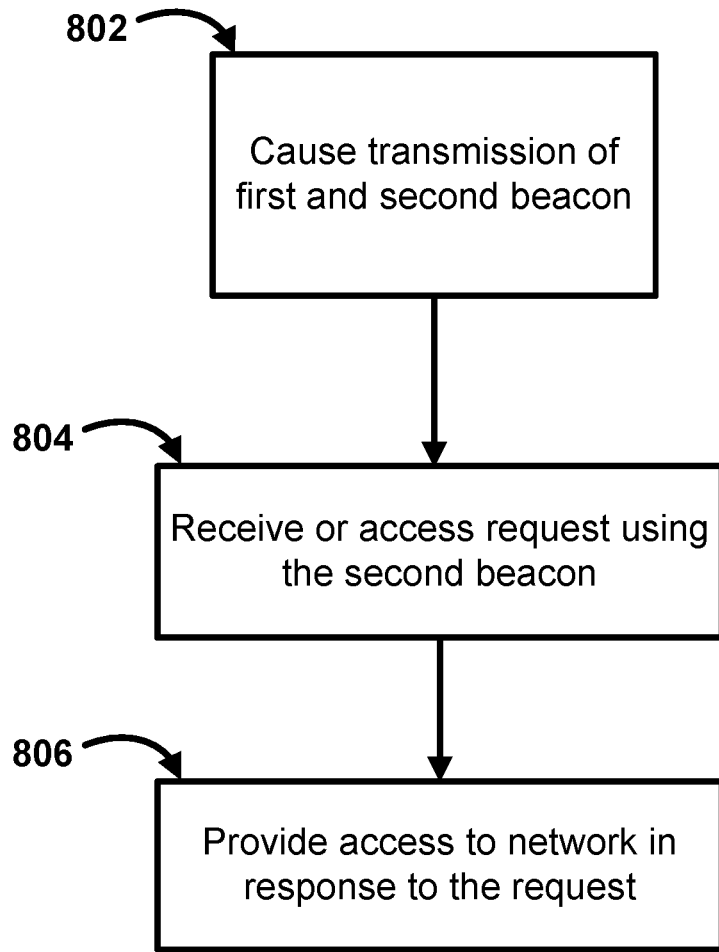 802
Cause transmission of
first and second beacon
804
Receive or access request using
the second beacon
806
Provide access to network in
response to the request